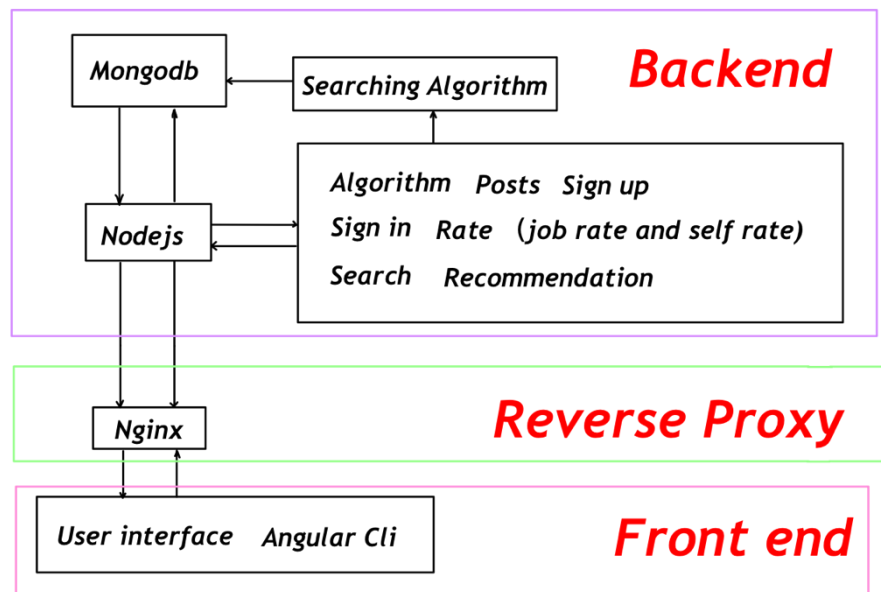 Backend
Mongodb
Searching Algorithm
Algorithm Posts Sign up
Sign in Rate (job rate and self rate)
Search Recommendation
Nodejs
Reverse Proxy
Nginx
Front end
User interface Angular Cli